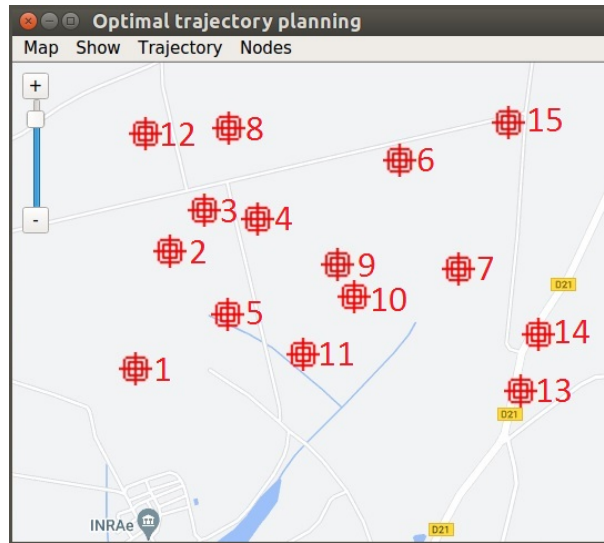 Optimal trajectory planning
Map Show Trajectory Nodes
+
-
12
8
15
6
3
4
2
9
7
10
D21
5
14
11
1
13
D21
INRAe
D21